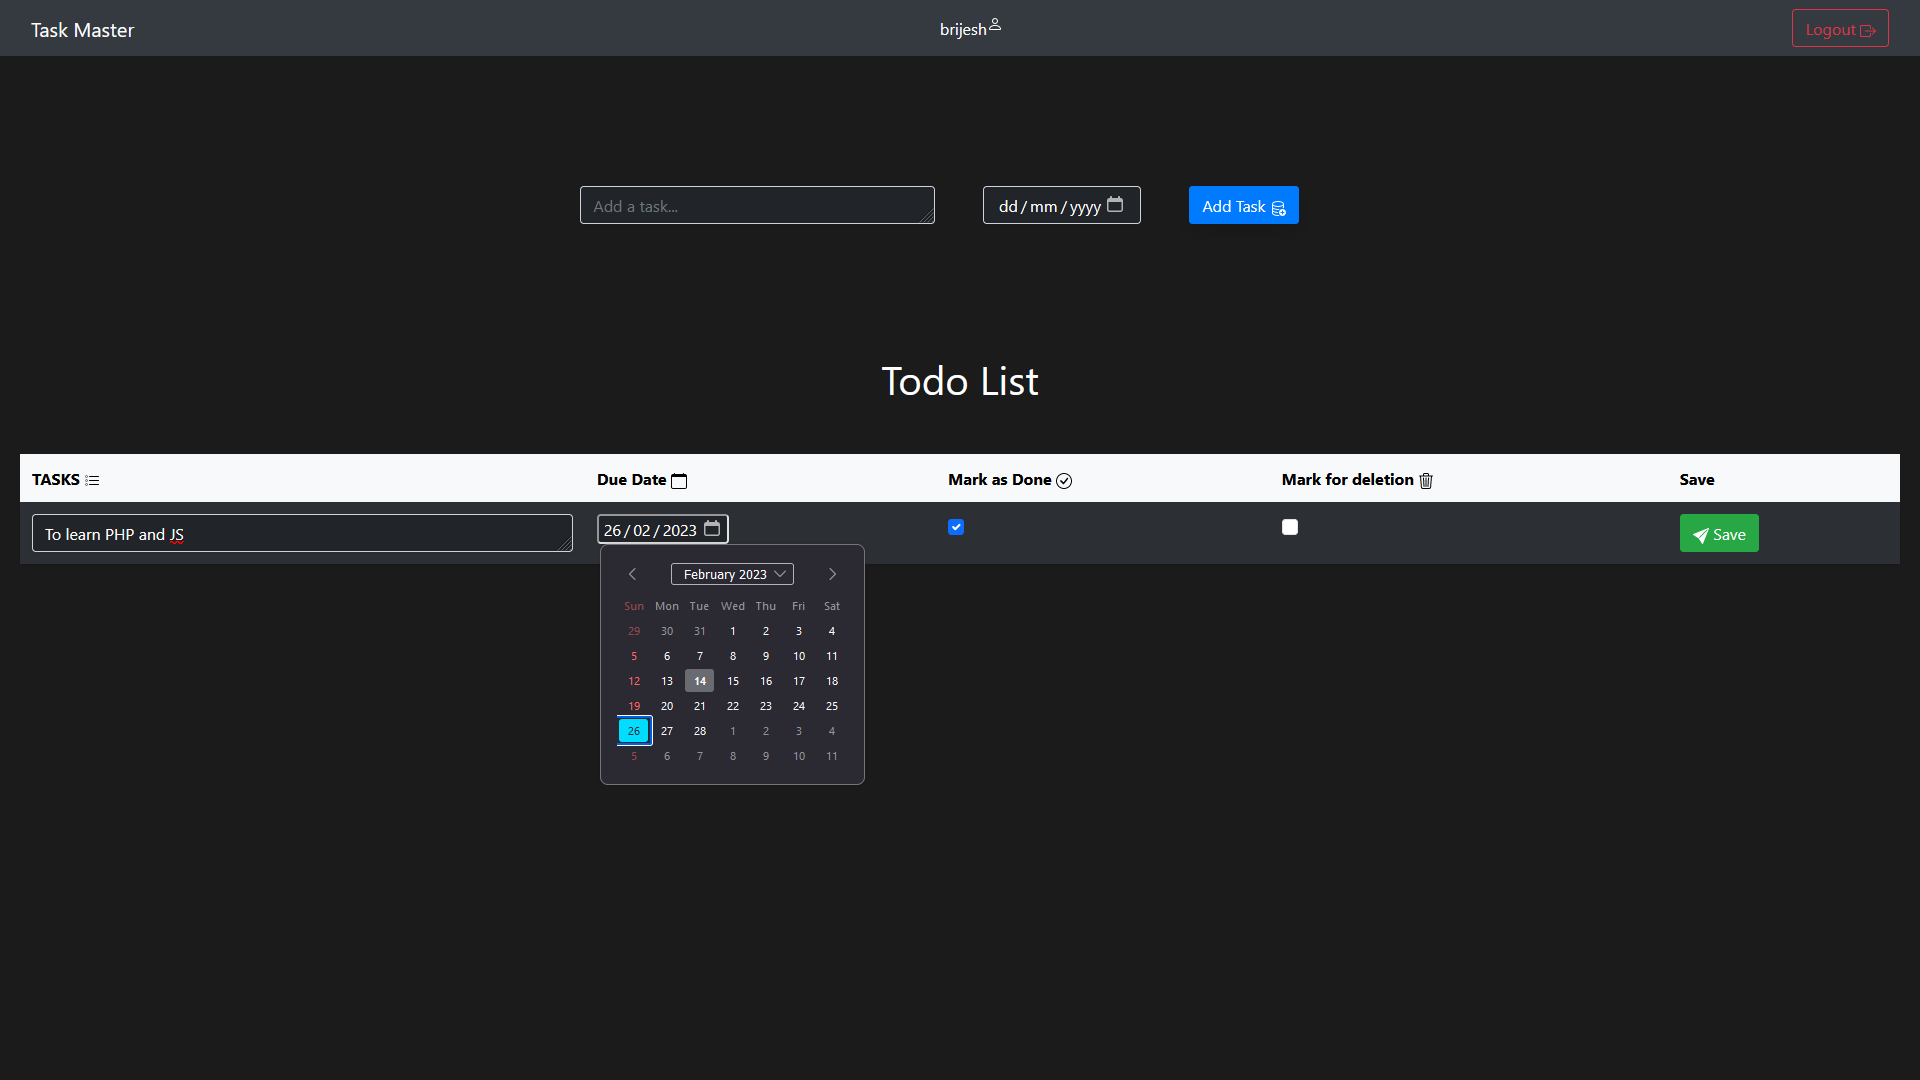 Task Master brijesh Logout
Add a task... dd/mm/yyyy Add Task
Todo List
TASKS Due Date Mark as Done Mark for deletion Save
To learn PHP and JS 26/02/2023 Save
February 2023
Sun Mon Tue Wed Thu Fri Sat
29 30 31 1 2 3 4
5 6 7 8 9 10 11
12 13 14 15 16 17 18
19 20 21 22 23 24 25
26 27 28 1 2 3 4
5 6 7 8 9 10 11